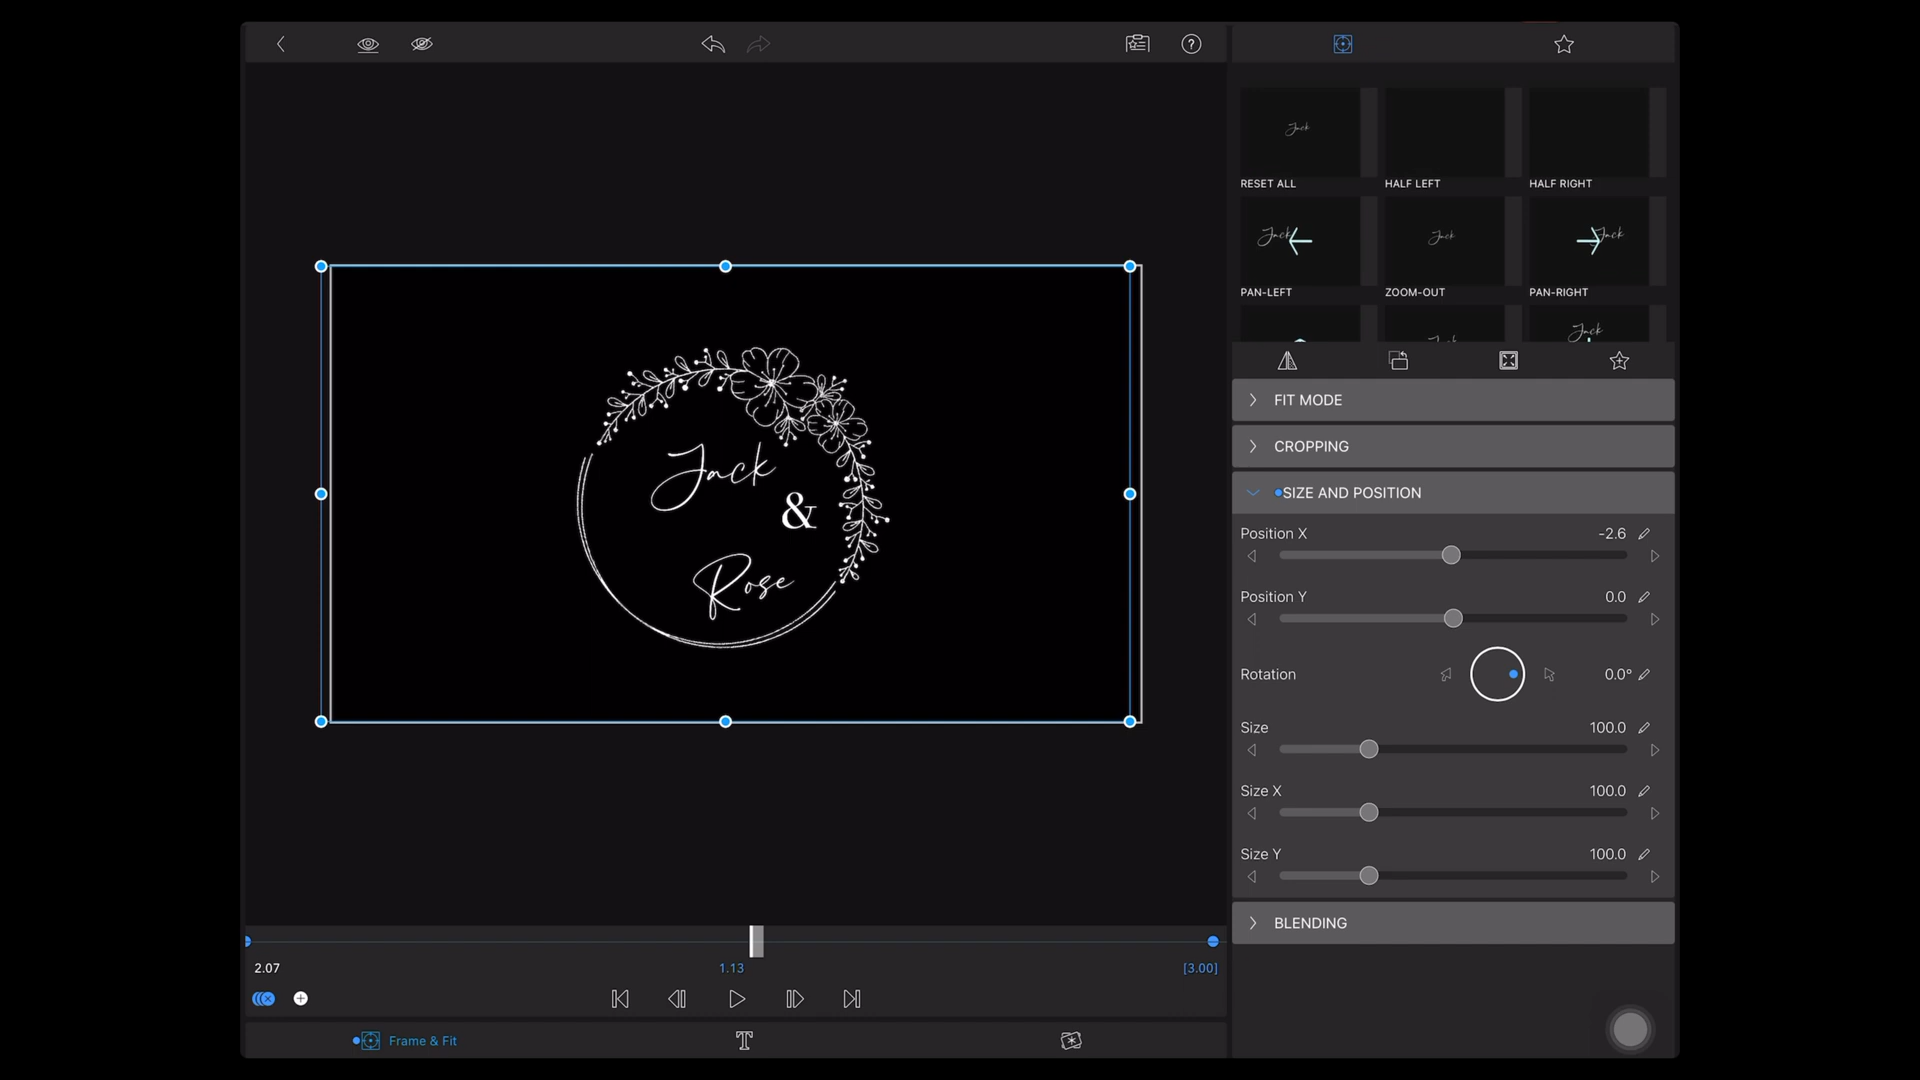 Jack
RESET ALL HALF LEFT HALF RIGHT
Jack Jack Jack
PAN-LEFT ZOOM-OUT PAN-RIGHT
Jack
FIT MODE
CROPPING
SIZE AND POSITION
Position X -2.6
Position Y 0.0
Rotation 0.0°
Size 100.0
Size X 100.0
Size Y 100.0
BLENDING
Jack
&
Rose
2.07 1.13 [3.00]
Frame & Fit